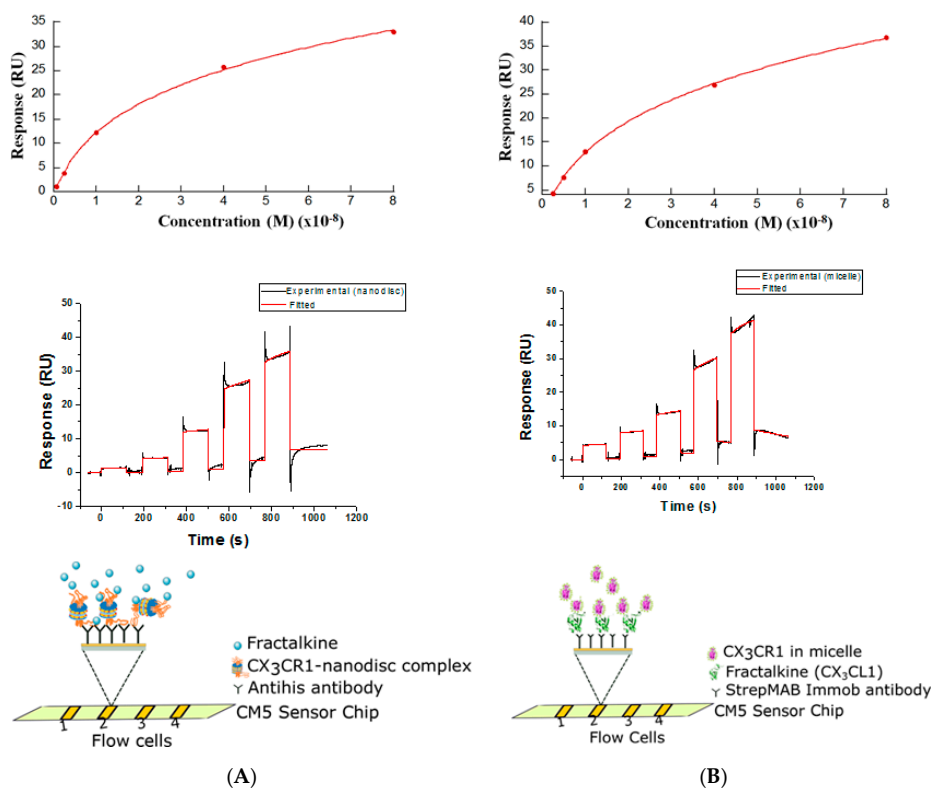 35
30
25
20
15
10
5
0
Response (RU)
0 1 2 3 4 5 6 7 8
Concentration (M) (x10-8)
40
35
30
25
20
15
10
5
Response (RU)
0 1 2 3 4 5 6 7 8
Concentration (M) (x10-8)
Experimental (nanodisc)
Fitted
50
40
30
20
10
0
-10
Response (RU)
0 200 400 600 800 1000 1200
Time (s)
Experimental (micelle)
Fitted
50
40
30
20
10
0
Response (RU)
0 200 400 600 800 1000 1200
Time (s)
Fractalkine
CX3CR1-nanodisc complex
Antihis antibody
CM5 Sensor Chip
1 2 3 4
Flow cells
CX3CR1 in micelle
Fractalkine (CX3CL1)
StrepMAB Immob antibody
CM5 Sensor Chip
1 2 3 4
Flow Cells
(A)
(B)